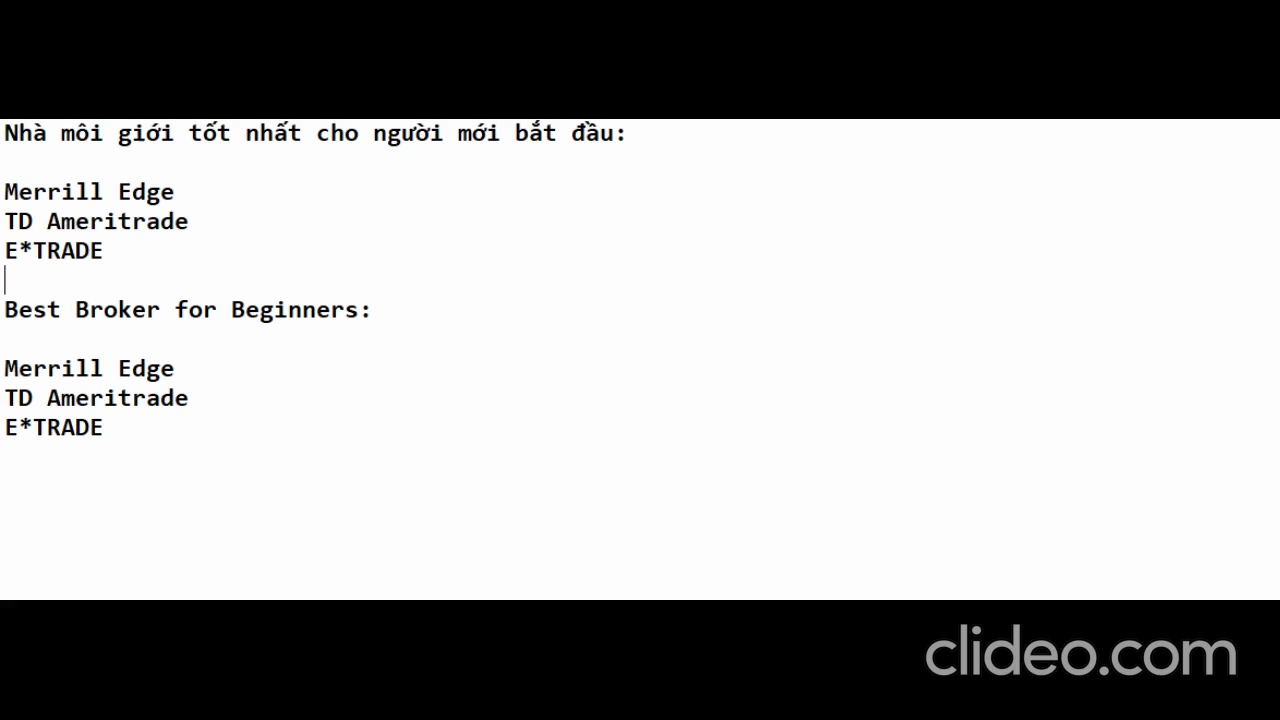 Nhà môi giới tốt nhất cho người mới bắt đầu:
Merrill Edge
TD Ameritrade
E*TRADE
Best Broker for Beginners:
Merrill Edge
TD Ameritrade
E*TRADE
clideo.com